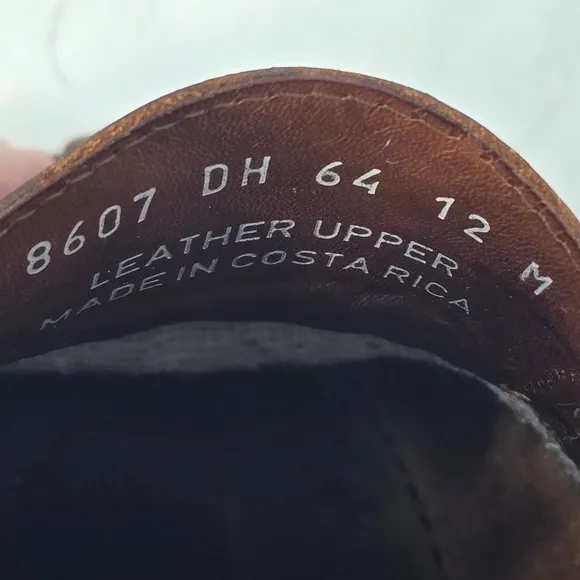 8607 DH 64 12 M
LEATHER UPPER
MADE IN COSTA RICA